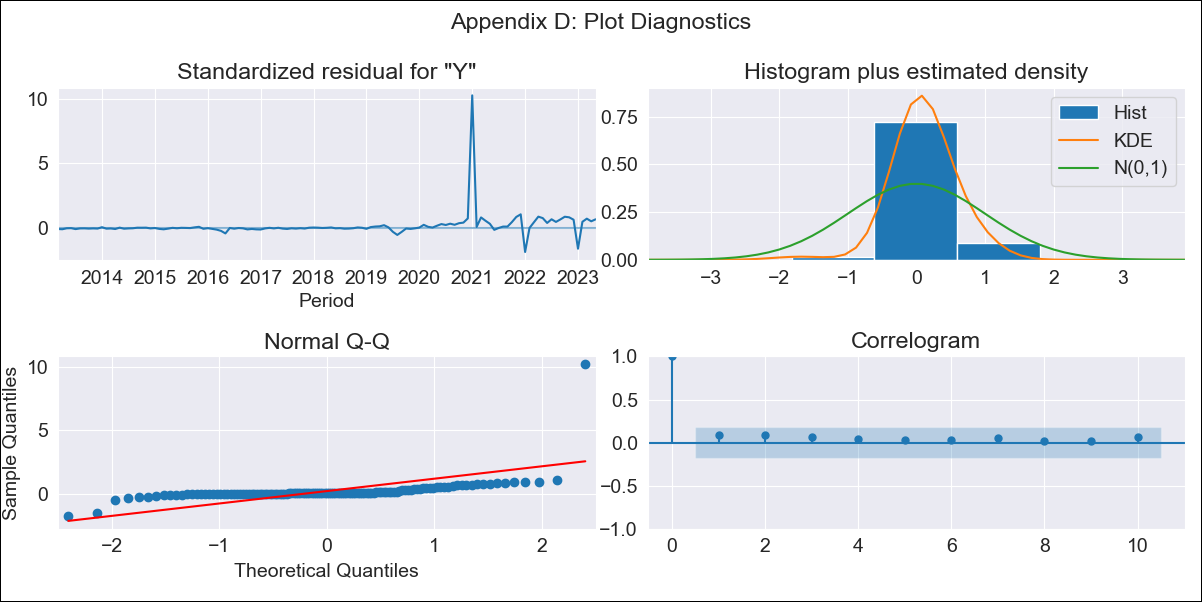 Appendix D: Plot Diagnostics
Standardized residual for "Y"
10
5
0
2014 2015 2016 2017 2018 2019 2020 2021 2022 2023
Period
Histogram plus estimated density
0.75
0.50
0.25
0.00
−3 −2 −1 0 1 2 3
Hist
KDE
N(0,1)
Normal Q-Q
Sample Quantiles
10
5
0
−2 −1 0 1 2
Theoretical Quantiles
Correlogram
1.0
0.5
0.0
−0.5
−1.0
0 2 4 6 8 10